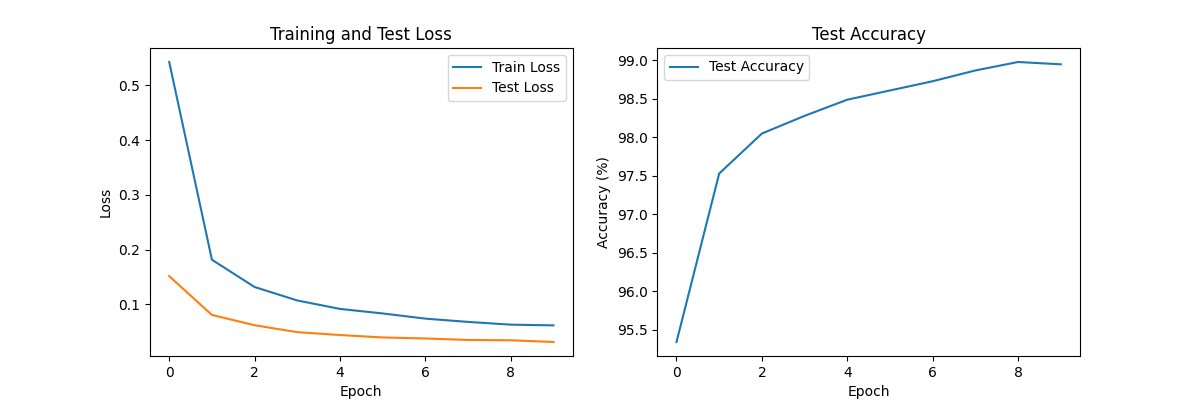 Training and Test Loss
Train Loss
Test Loss
0.5
0.4
0.3
0.2
0.1
Loss
0 2 4 6 8
Epoch
Test Accuracy
Test Accuracy
99.0
98.5
98.0
97.5
97.0
96.5
96.0
95.5
Accuracy (%)
0 2 4 6 8
Epoch